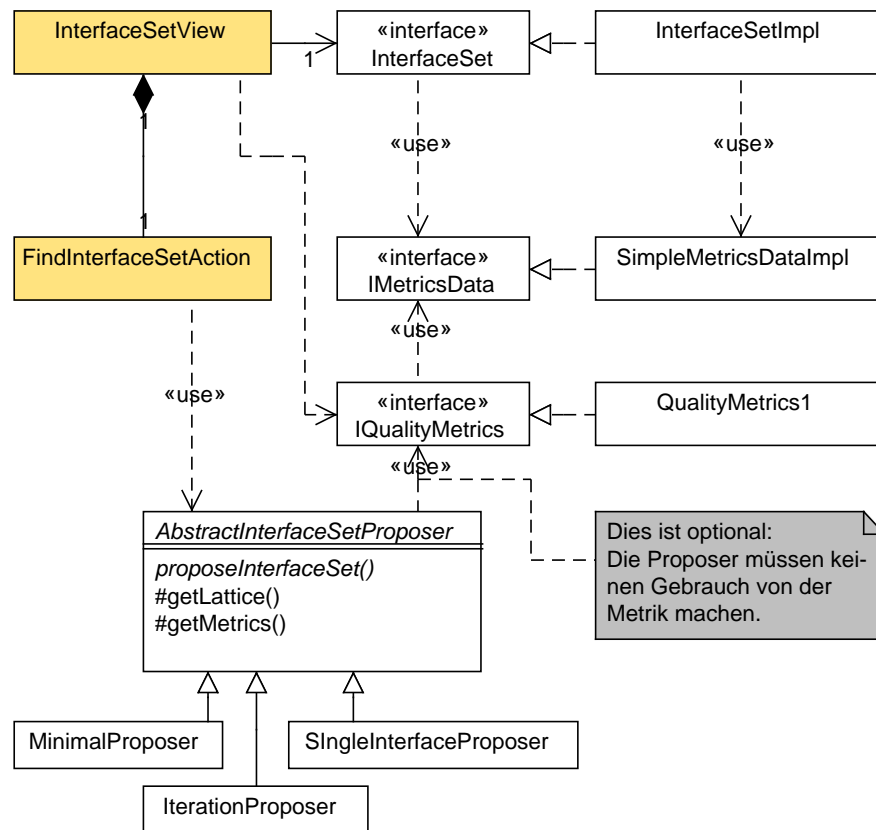 InterfaceSetView
1
«interface»
InterfaceSet
InterfaceSetImpl
1
«use»
«use»
1
FindInterfaceSetAction
«interface»
IMetricsData
SimpleMetricsDataImpl
«use»
«use»
«interface»
IQualityMetrics
QualityMetrics1
«use»
AbstractInterfaceSetProposer
proposeInterfaceSet()
#getLattice()
#getMetrics()
Dies ist optional:
Die Proposer müssen kei-
nen Gebrauch von der
Metrik machen.
MinimalProposer
SIngleInterfaceProposer
IterationProposer